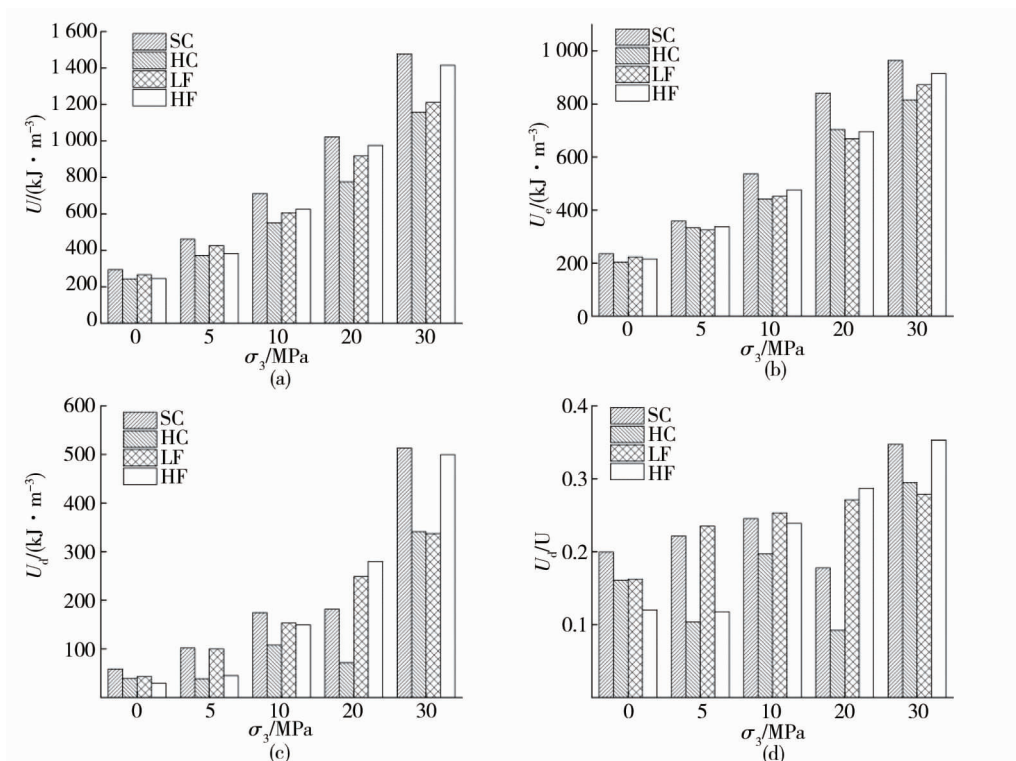 1 600
1 400
1 200
1 000
800
600
400
200
0
U/(kJ·m⁻³)
SC
HC
LF
HF
0 5 10 20 30
σ₃/MPa
(a)
1 000
800
600
400
200
0
Uₑ/(kJ·m⁻³)
SC
HC
LF
HF
0 5 10 20 30
σ₃/MPa
(b)
600
500
400
300
200
100
U_d/(kJ·m⁻³)
SC
HC
LF
HF
0 5 10 20 30
σ₃/MPa
(c)
0.4
0.3
0.2
0.1
U_d/U
SC
HC
LF
HF
0 5 10 20 30
σ₃/MPa
(d)